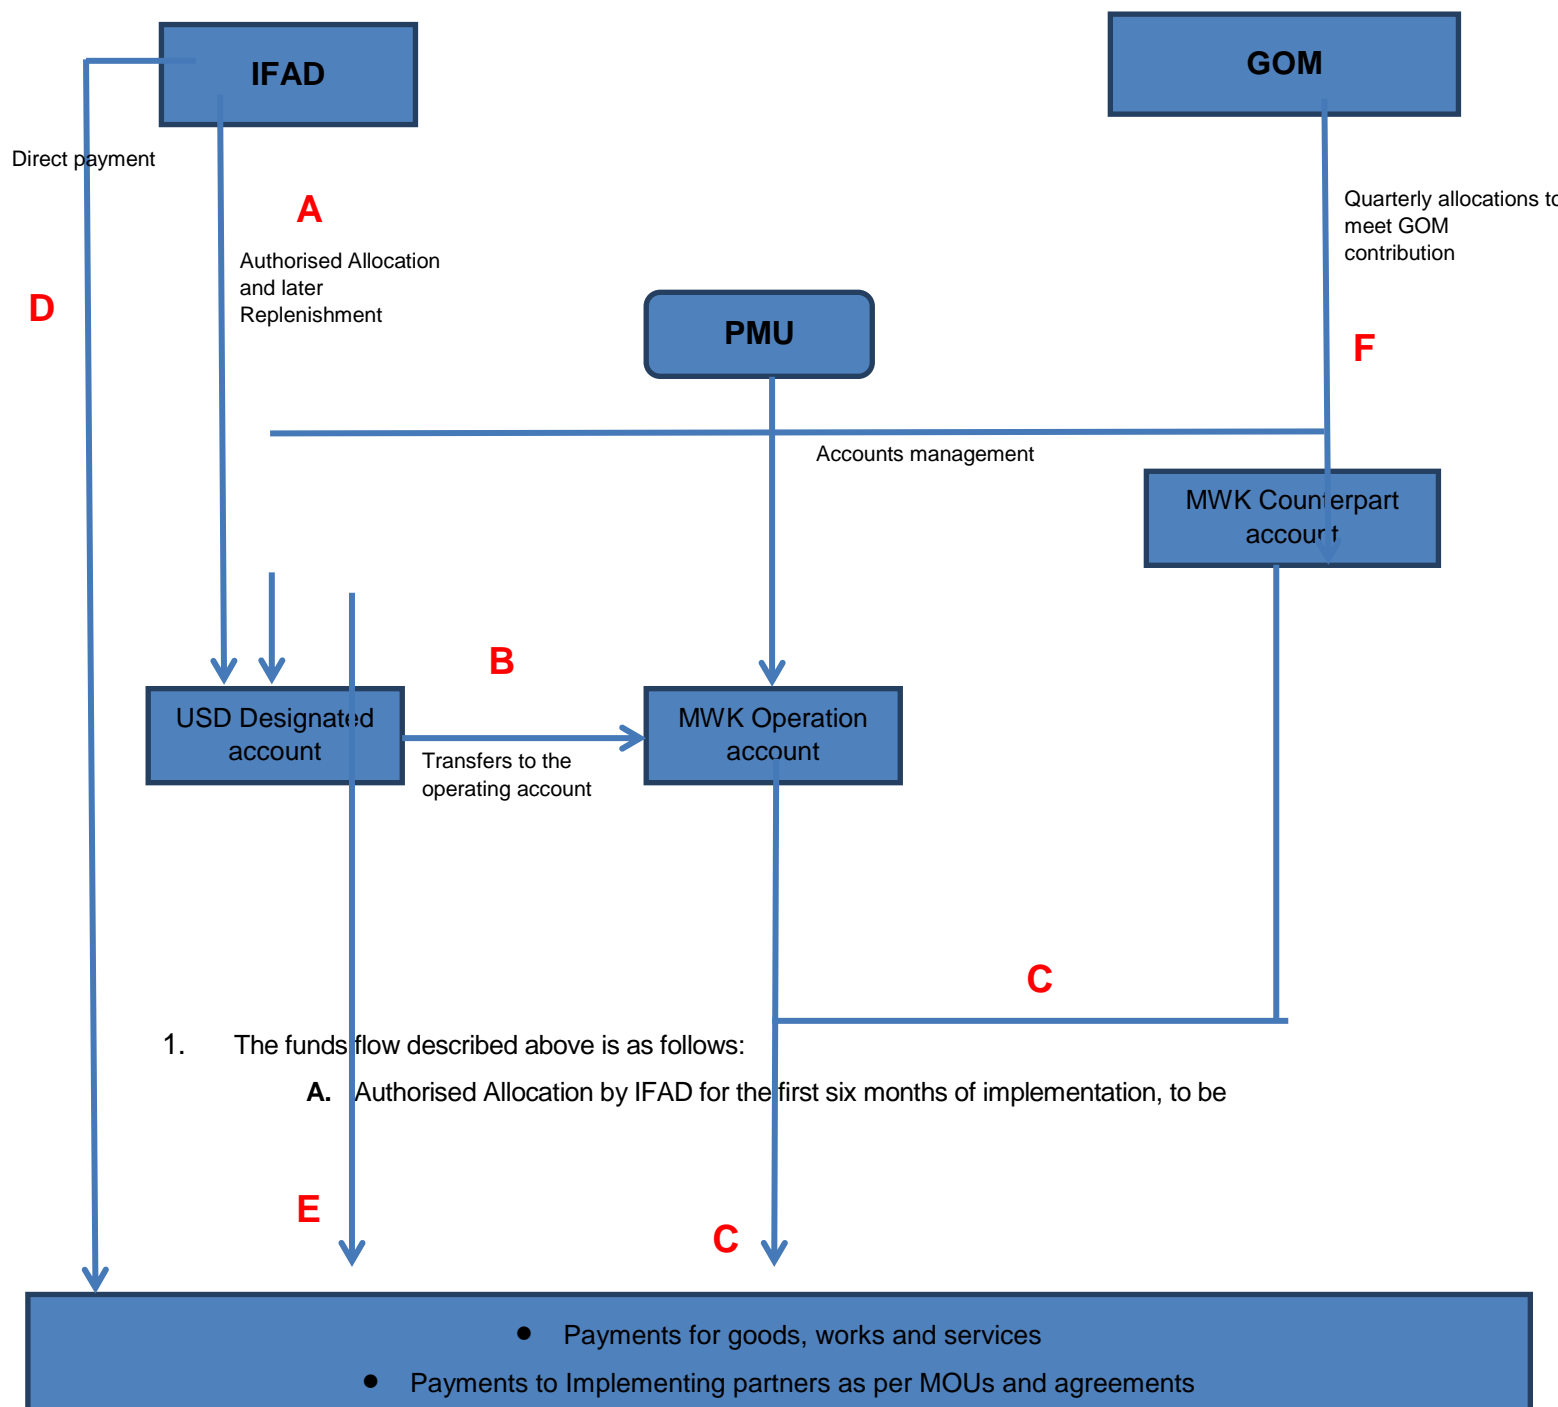 IFAD
GOM
Direct payment
A
Quarterly allocations to
meet GOM
contribution
Authorised Allocation
and later
Replenishment
D
PMU
F
Accounts management
MWK Counterpart
account
B
USD Designated
account
MWK Operation
account
Transfers to the
operating account
C
1. The funds flow described above is as follows:
A. Authorised Allocation by IFAD for the first six months of implementation, to be
E
C
• Payments for goods, works and services
• Payments to Implementing partners as per MOUs and agreements